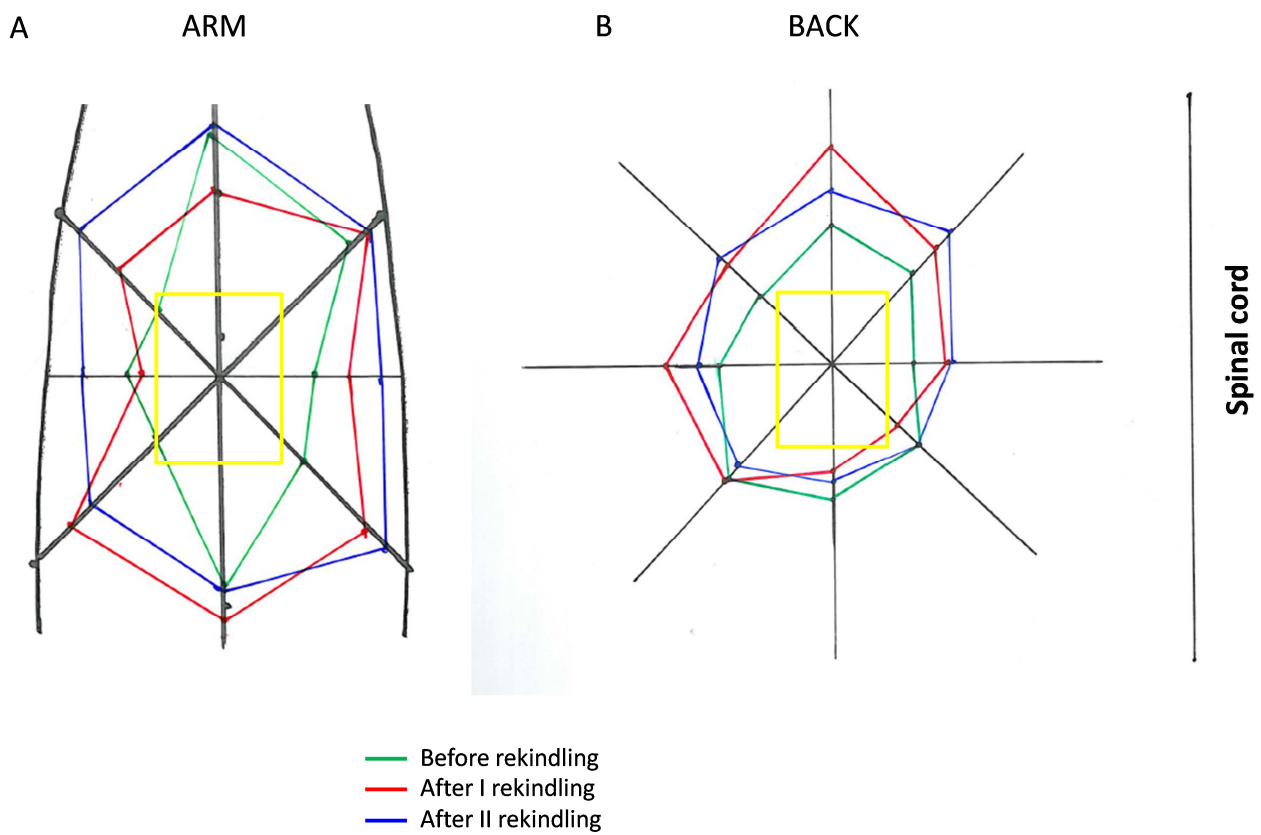 A
ARM
B
BACK
Spinal cord
Before rekindling
After I rekindling
After II rekindling